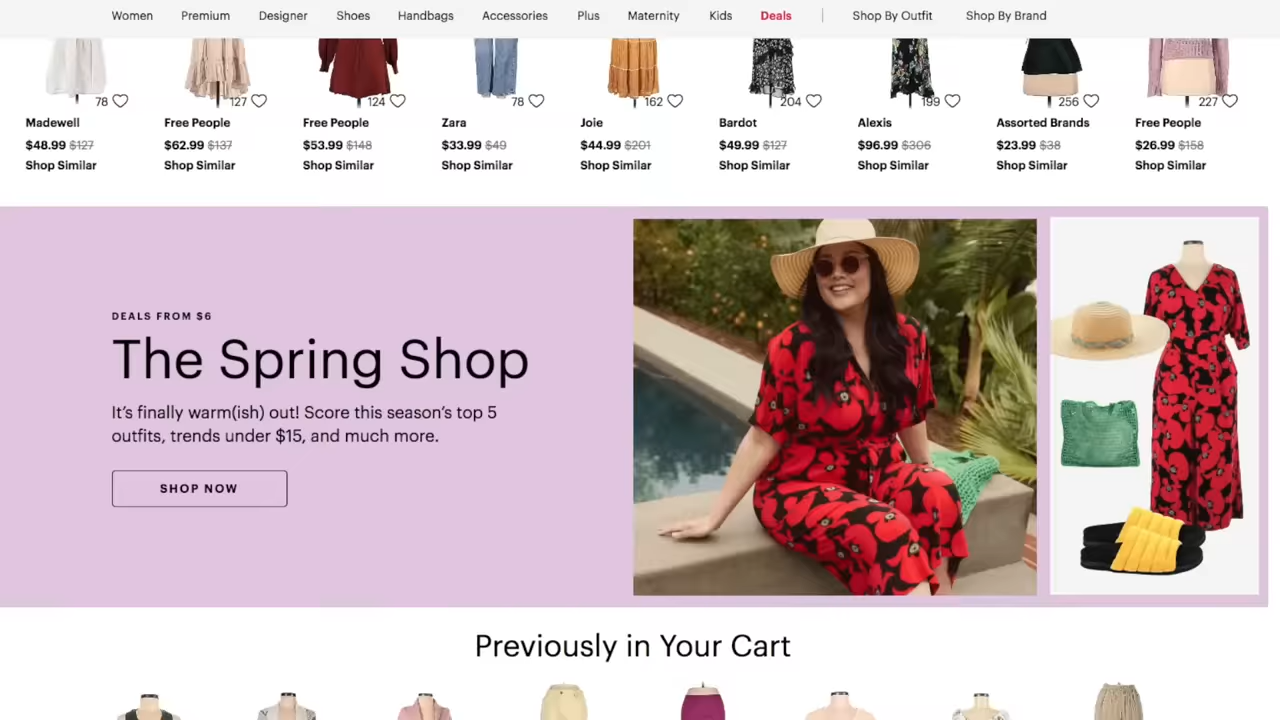 Women Premium Designer Shoes Handbags Accessories Plus Maternity Kids Deals Shop By Outfit Shop By Brand
78 127 124 78 162 204 199 256 227
Madewell Free People Free People Zara Joie Bardot Alexis Assorted Brands Free People
$48.99 $127 $62.99 $137 $53.99 $148 $33.99 $49 $44.99 $201 $49.99 $127 $96.99 $306 $23.99 $38 $26.99 $158
Shop Similar Shop Similar Shop Similar Shop Similar Shop Similar Shop Similar Shop Similar Shop Similar Shop Similar
DEALS FROM $6
The Spring Shop
It's finally warm(ish) out! Score this season's top 5
outfits, trends under $15, and much more.
SHOP NOW
Previously in Your Cart